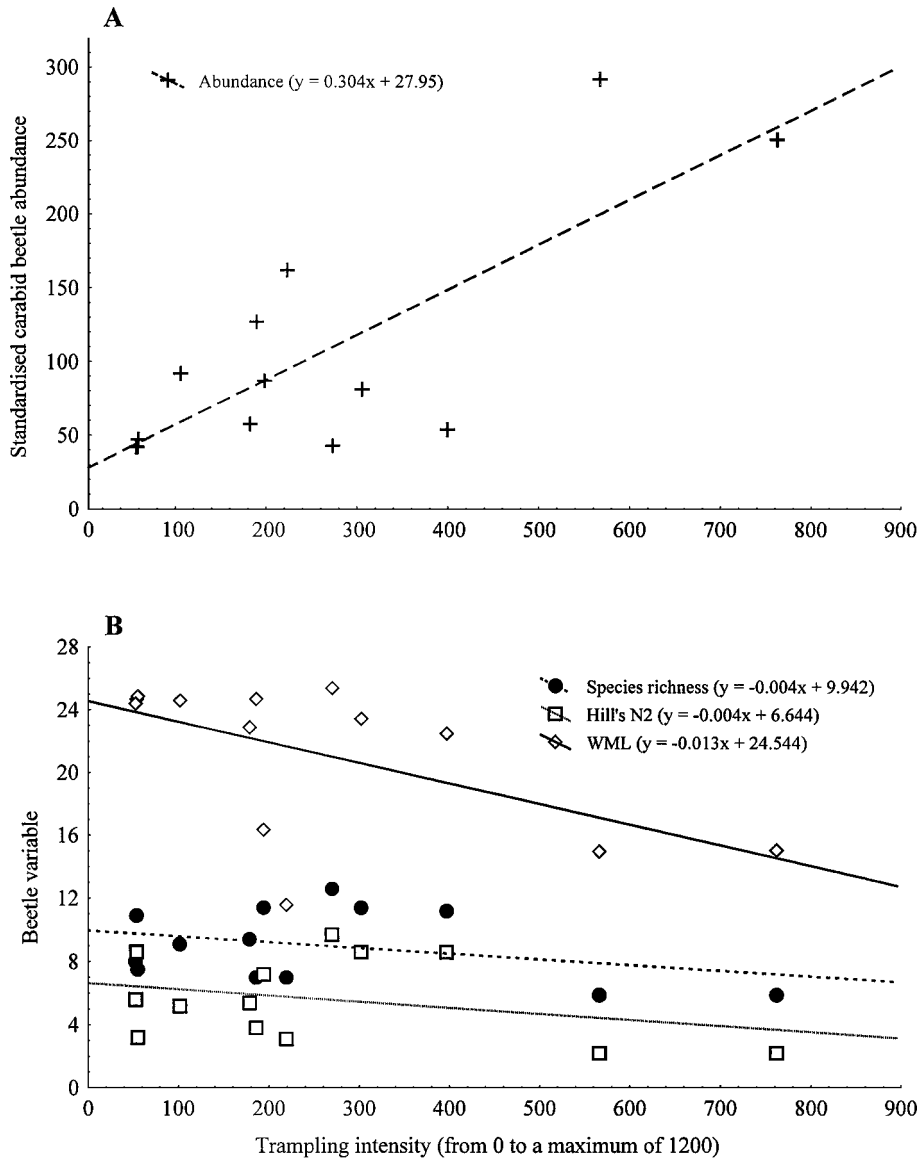 A
Abundance (y = 0.304x + 27.95)
Standardised carabid beetle abundance
300
250
200
150
100
50
0
0 100 200 300 400 500 600 700 800 900
B
Species richness (y = -0.004x + 9.942)
Hill's N2 (y = -0.004x + 6.644)
WML (y = -0.013x + 24.544)
Beetle variable
28
24
20
16
12
8
4
0
0 100 200 300 400 500 600 700 800 900
Trampling intensity (from 0 to a maximum of 1200)